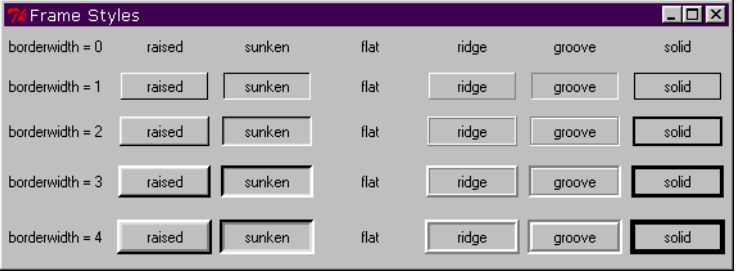 Frame Styles
borderwidth = 0 raised sunken flat ridge groove solid
borderwidth = 1 raised sunken flat ridge groove solid
borderwidth = 2 raised sunken flat ridge groove solid
borderwidth = 3 raised sunken flat ridge groove solid
borderwidth = 4 raised sunken flat ridge groove solid